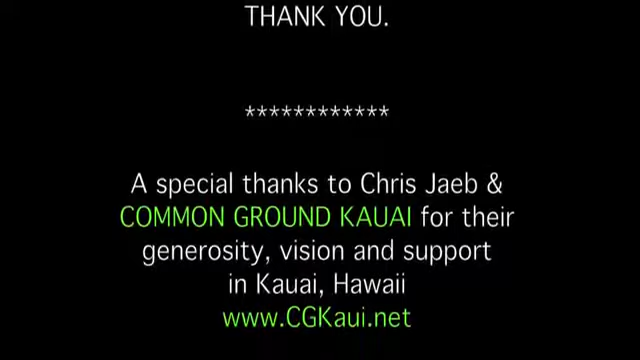 THANK YOU.
************
A special thanks to Chris Jaeb &
COMMON GROUND KAUAI for their
generosity, vision and support
in Kauai, Hawaii
www.CGKaui.net